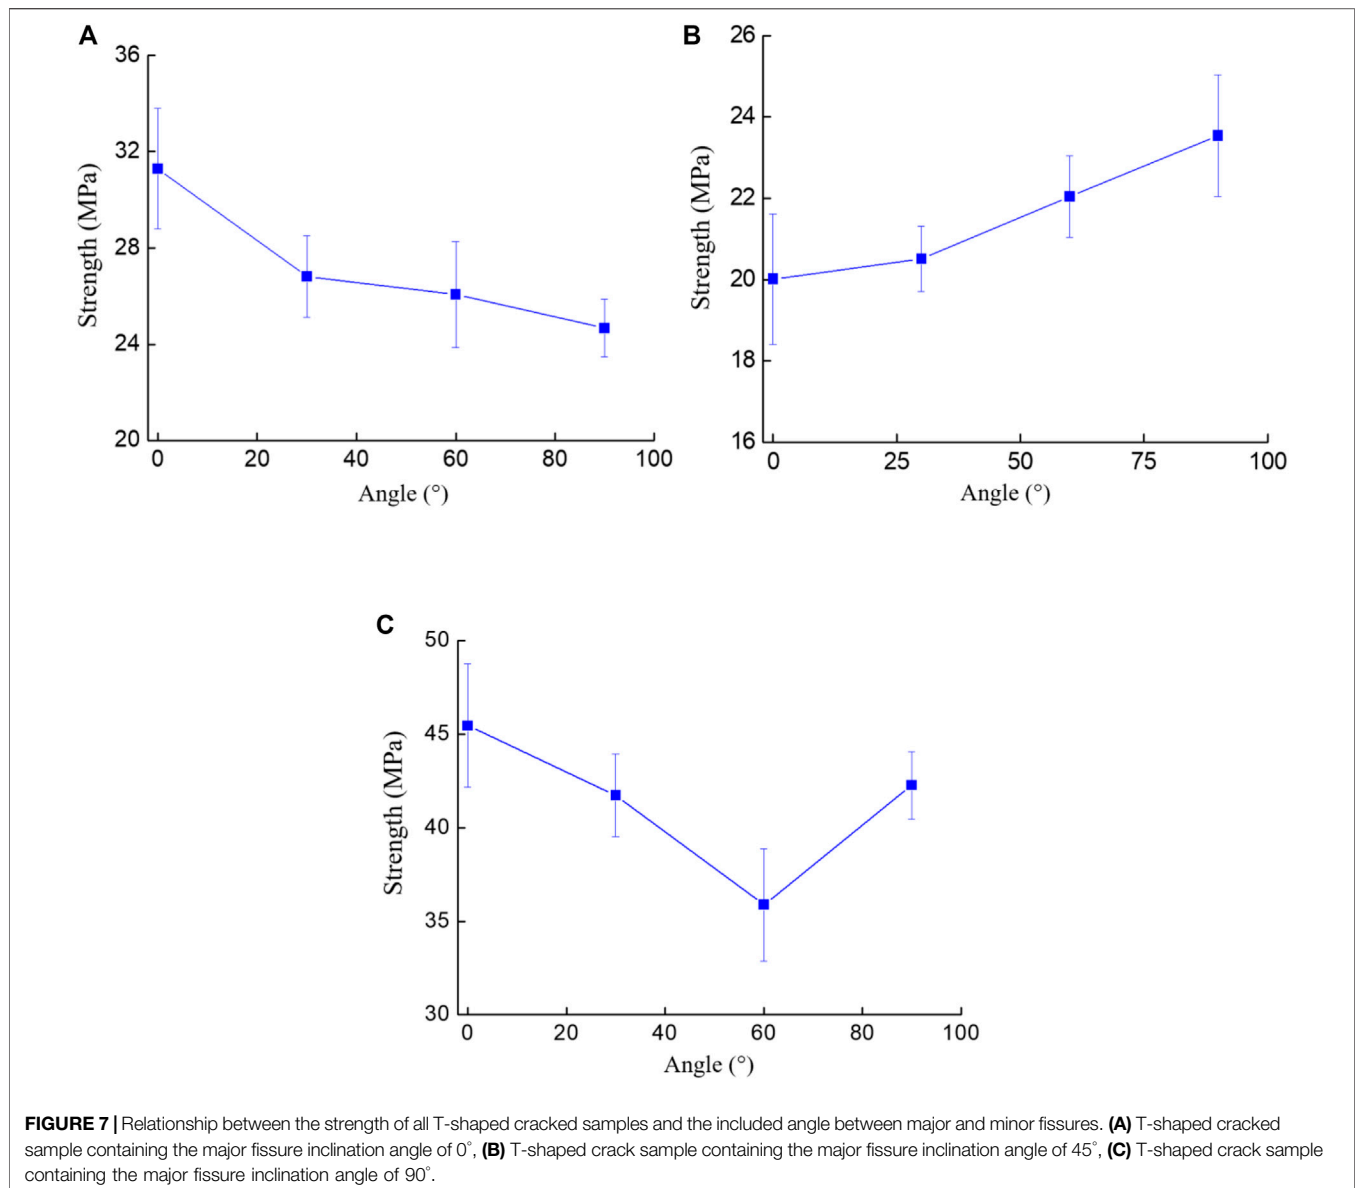 A
36
32
28
24
20
Strength (MPa)
0 20 40 60 80 100
Angle (°)
B
26
24
22
20
18
16
Strength (MPa)
0 25 50 75 100
Angle (°)
C
50
45
40
35
30
Strength (MPa)
0 20 40 60 80 100
Angle (°)
FIGURE 7 | Relationship between the strength of all T-shaped cracked samples and the included angle between major and minor fissures. (A) T-shaped cracked
sample containing the major fissure inclination angle of 0°, (B) T-shaped crack sample containing the major fissure inclination angle of 45°, (C) T-shaped crack sample
containing the major fissure inclination angle of 90°.